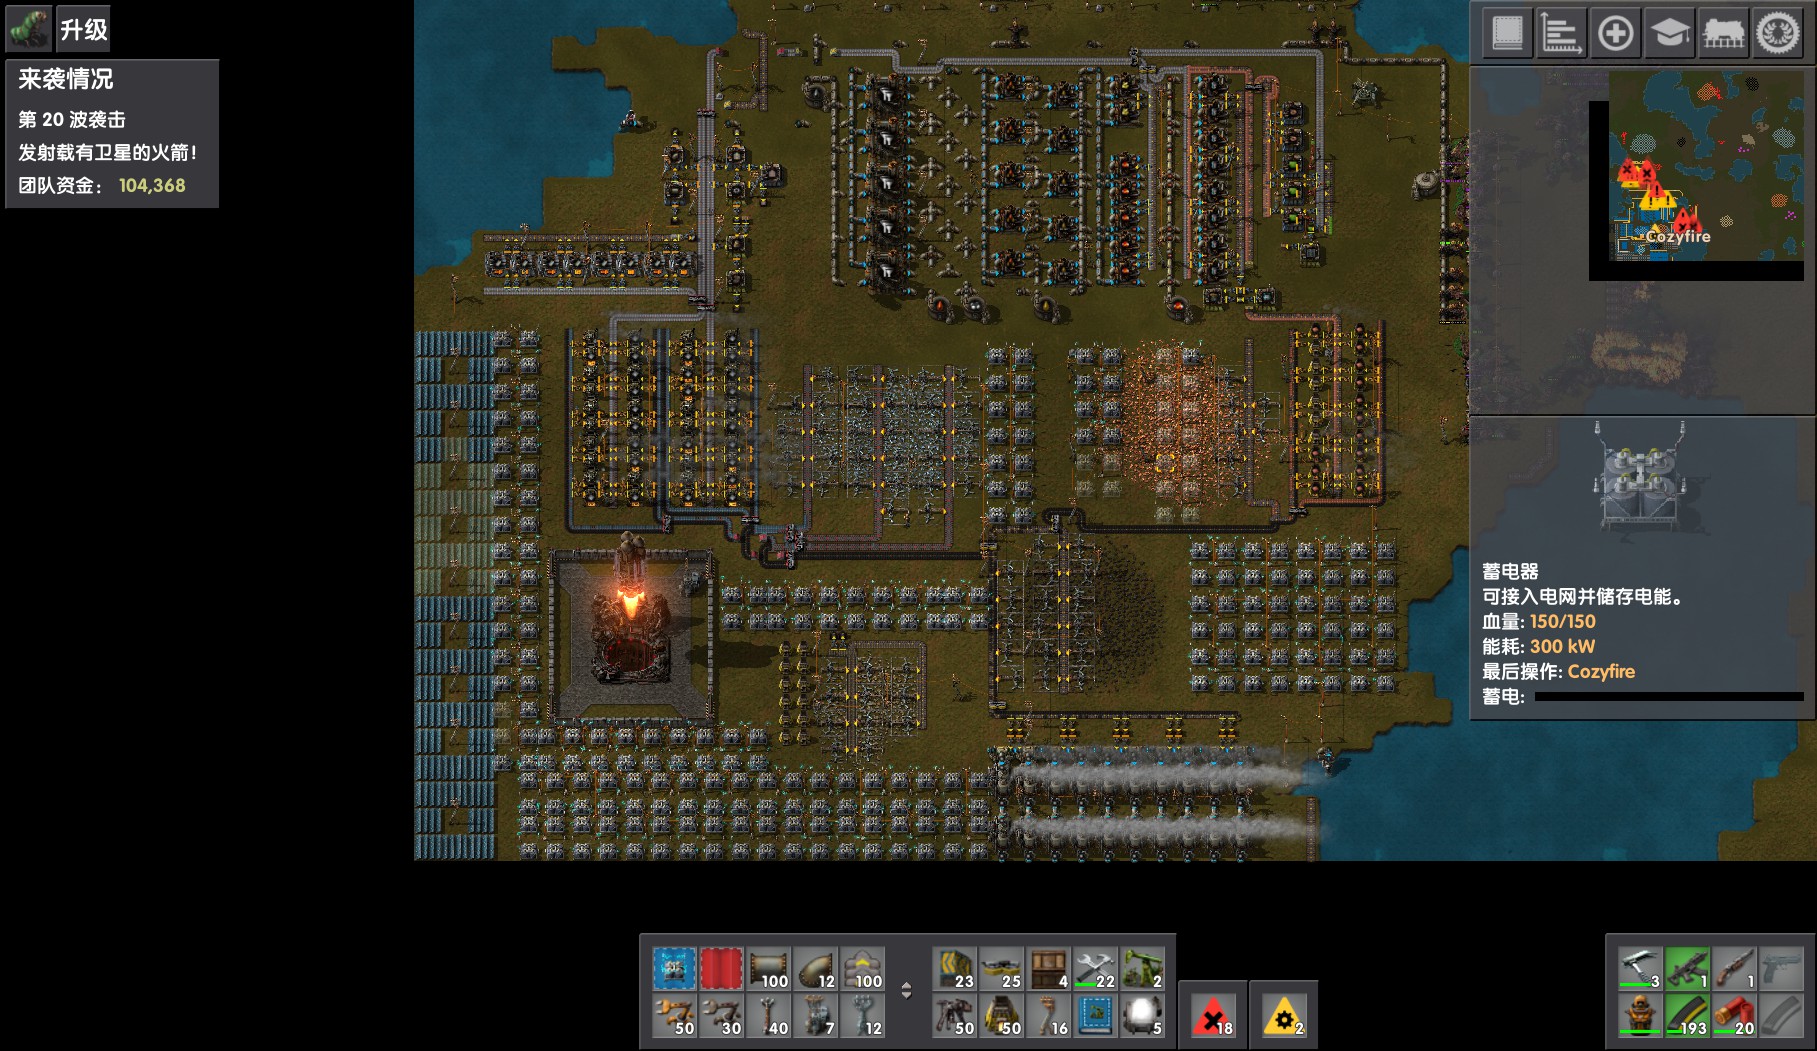 升级
来袭情况
第 20 波袭击
发射载有卫星的火箭!
团队资金: 104,368
Cozyfire
蓄电器
可接入电网并储存电能。
血量: 150/150
能耗: 300 kW
最后操作: Cozyfire
蓄电:
100 12 100 23 25 4 22 2
50 30 40 7 12 50 50 16 5
18 2
3 1 1
193 20